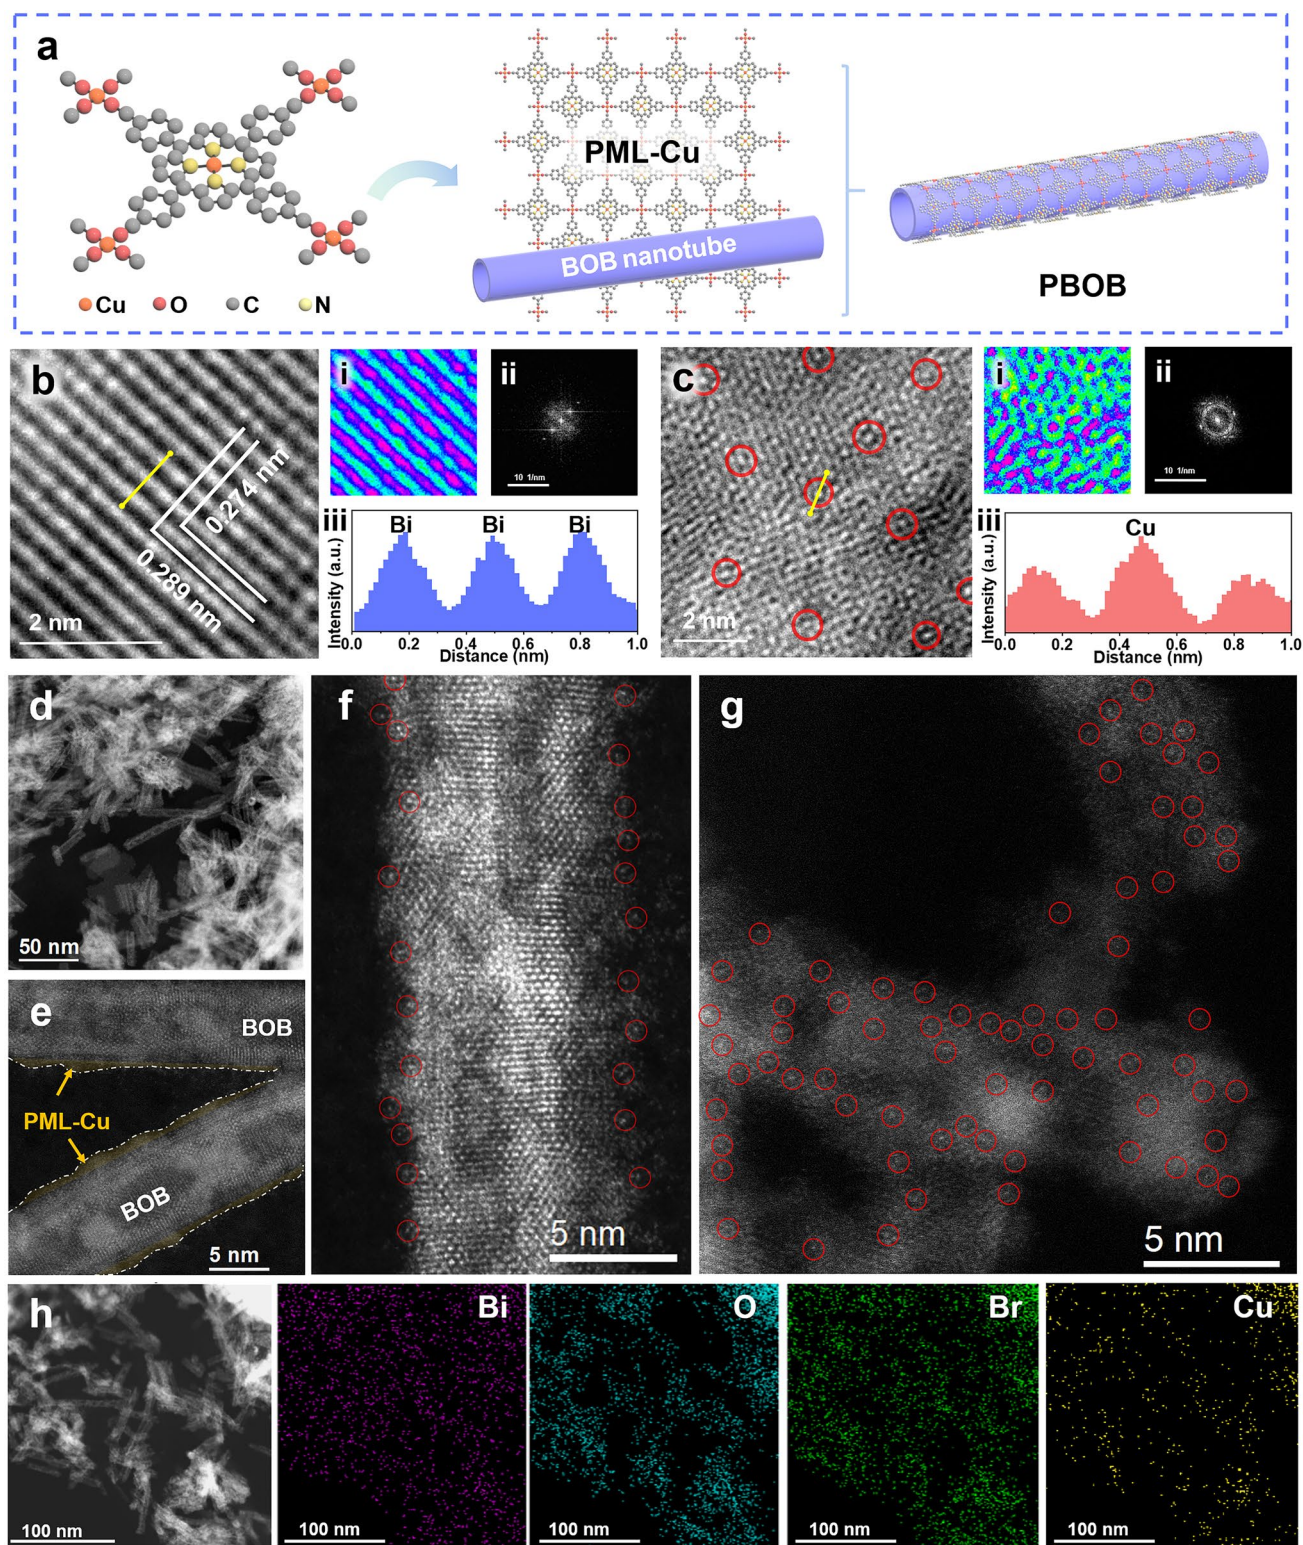 a
PML-Cu
BOB nanotube
PBOB
Cu O C N
b
0.274 nm
0.289 nm
2 nm
i
ii
10 1/nm
iii
Bi Bi Bi
Intensity (a.u.)
0.0 0.2 0.4 0.6 0.8 1.0
Distance (nm)
c
2 nm
i
ii
10 1/nm
iii
Cu
Intensity (a.u.)
0.0 0.2 0.4 0.6 0.8 1.0
Distance (nm)
d
50 nm
e
BOB
PML-Cu
BOB
5 nm
f
5 nm
g
5 nm
h
100 nm
Bi
100 nm
O
100 nm
Br
100 nm
Cu
100 nm